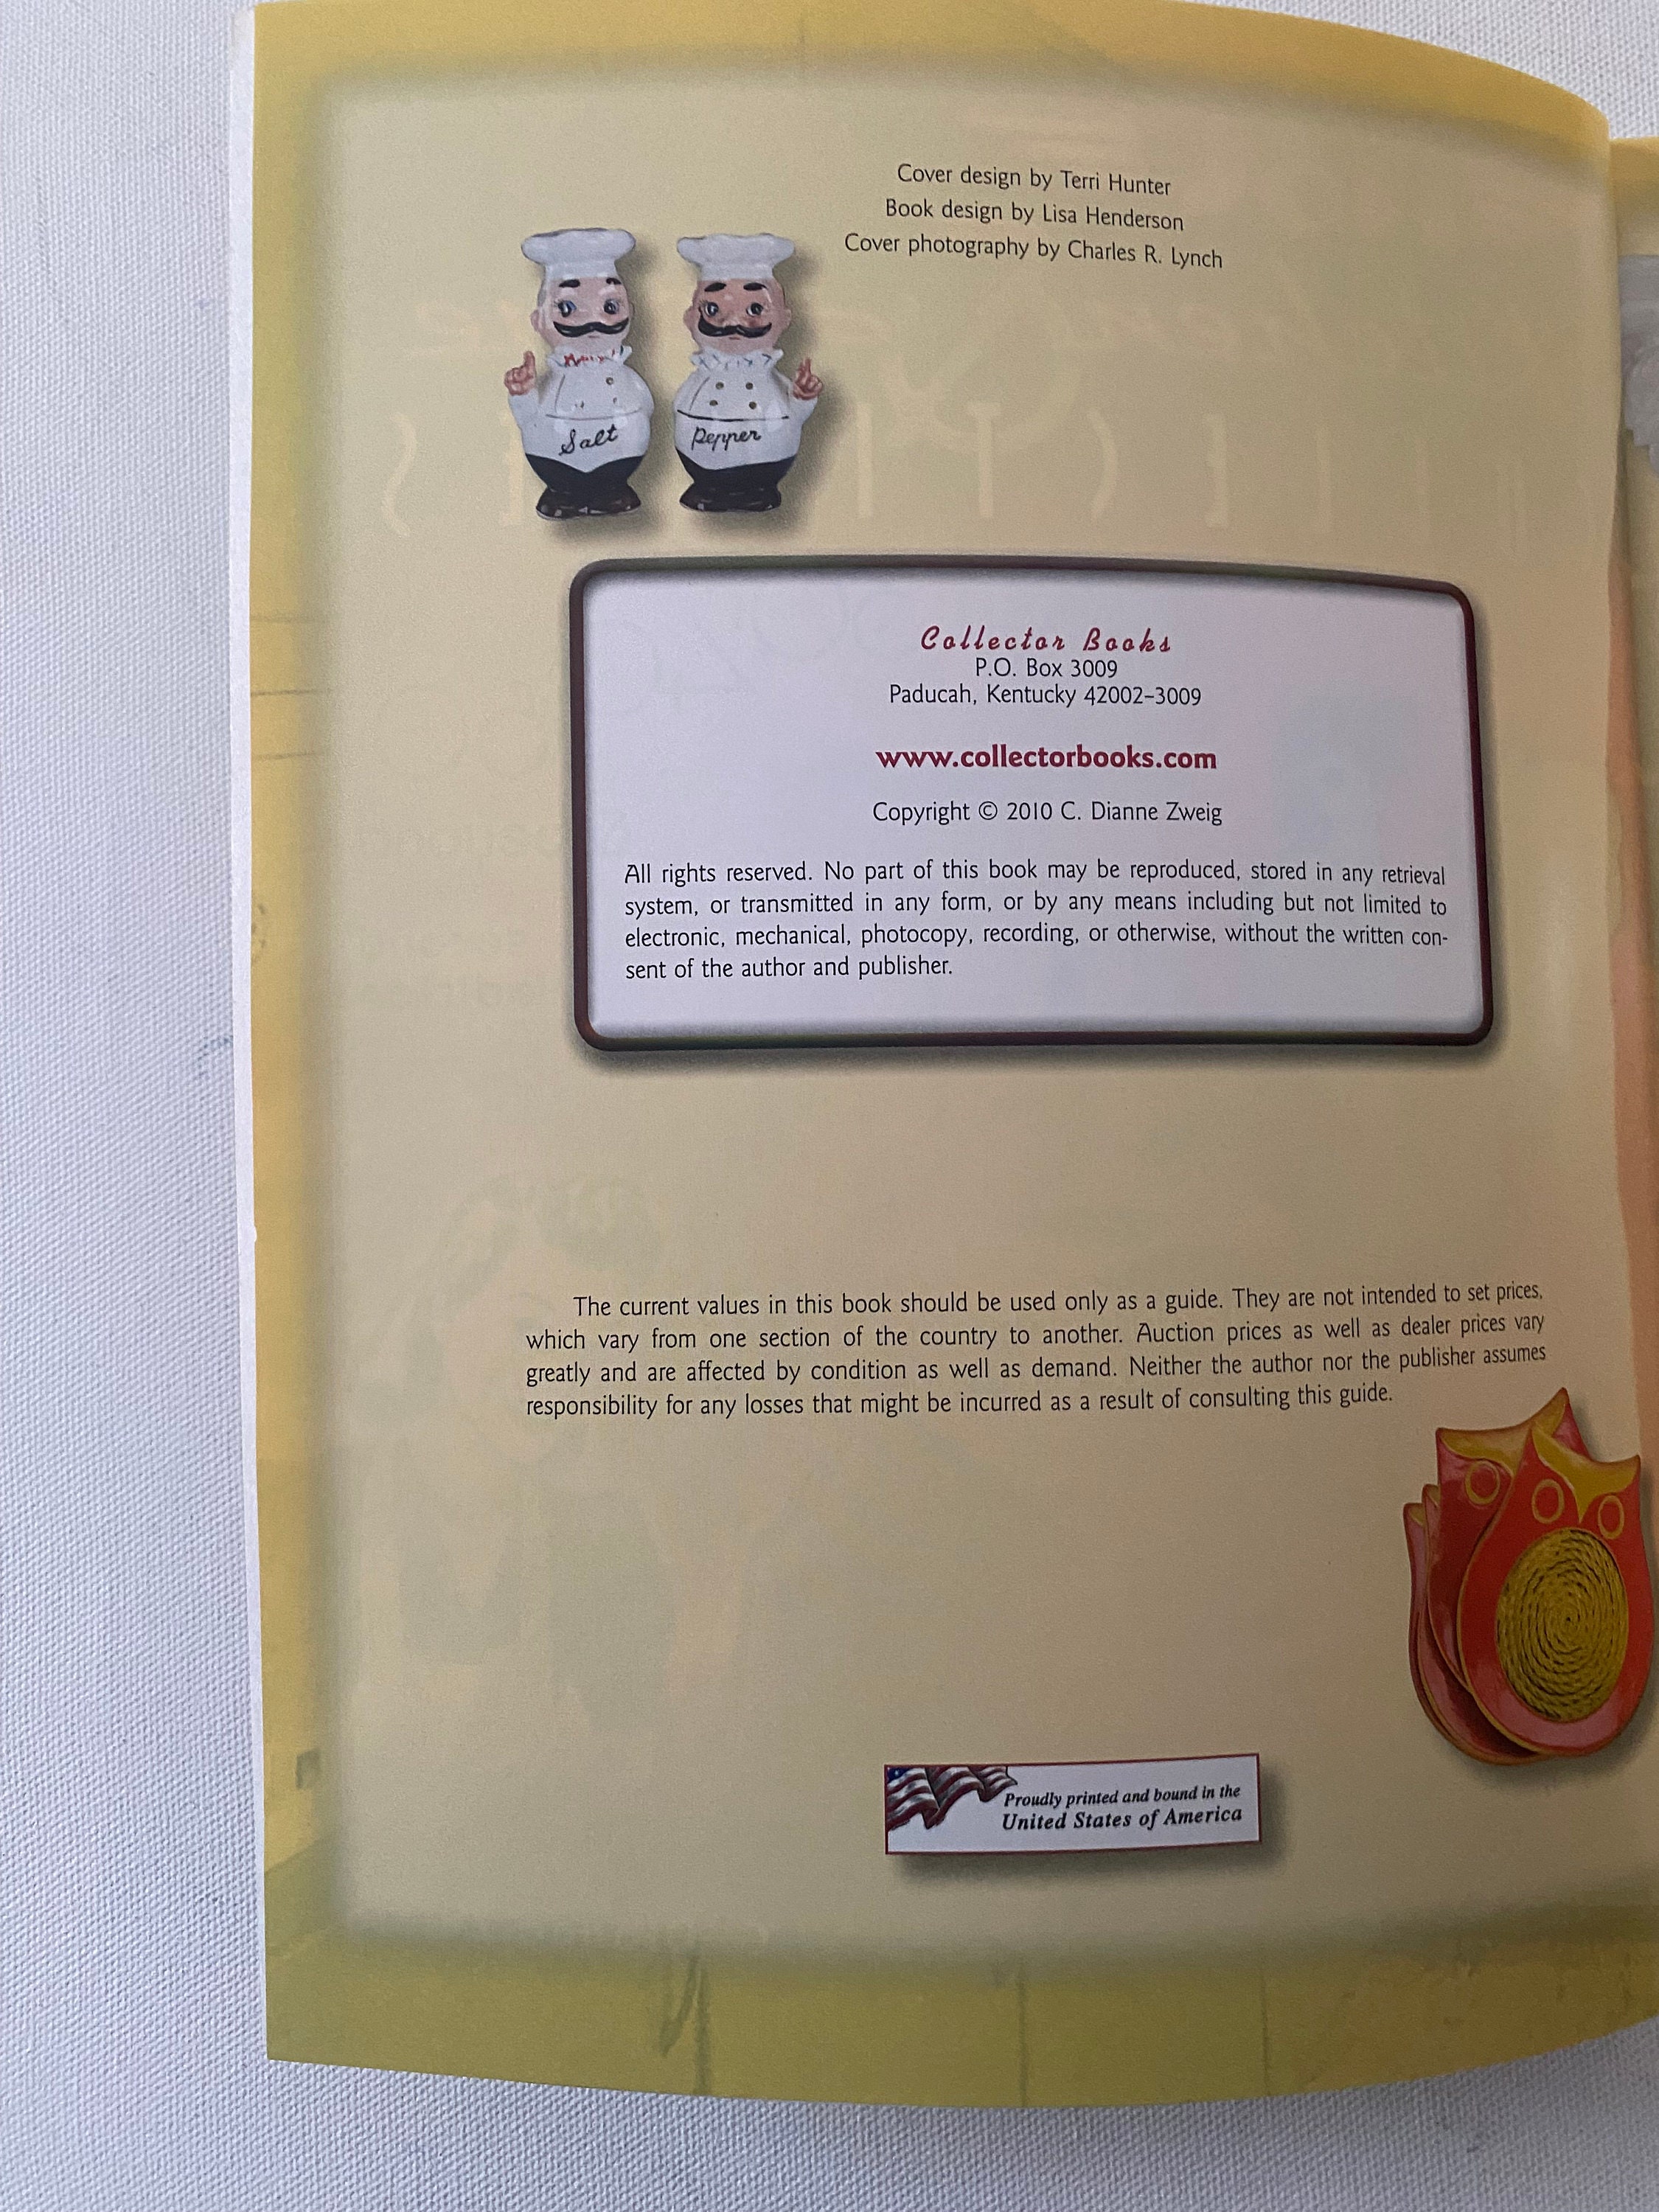 Cover design by Terri Hunter
Book design by Lisa Henderson
Cover photography by Charles R. Lynch
Salt
Pepper
Collector Books
P.O. Box 3009
Paducah, Kentucky 42002–3009
www.collectorbooks.com
Copyright © 2010 C. Dianne Zweig
All rights reserved. No part of this book may be reproduced, stored in any retrieval
system, or transmitted in any form, or by any means including but not limited to
electronic, mechanical, photocopy, recording, or otherwise, without the written con-
sent of the author and publisher.
The current values in this book should be used only as a guide. They are not intended to set prices,
which vary from one section of the country to another. Auction prices as well as dealer prices vary
greatly and are affected by condition as well as demand. Neither the author nor the publisher assumes
responsibility for any losses that might be incurred as a result of consulting this guide.
Proudly printed and bound in the
United States of America